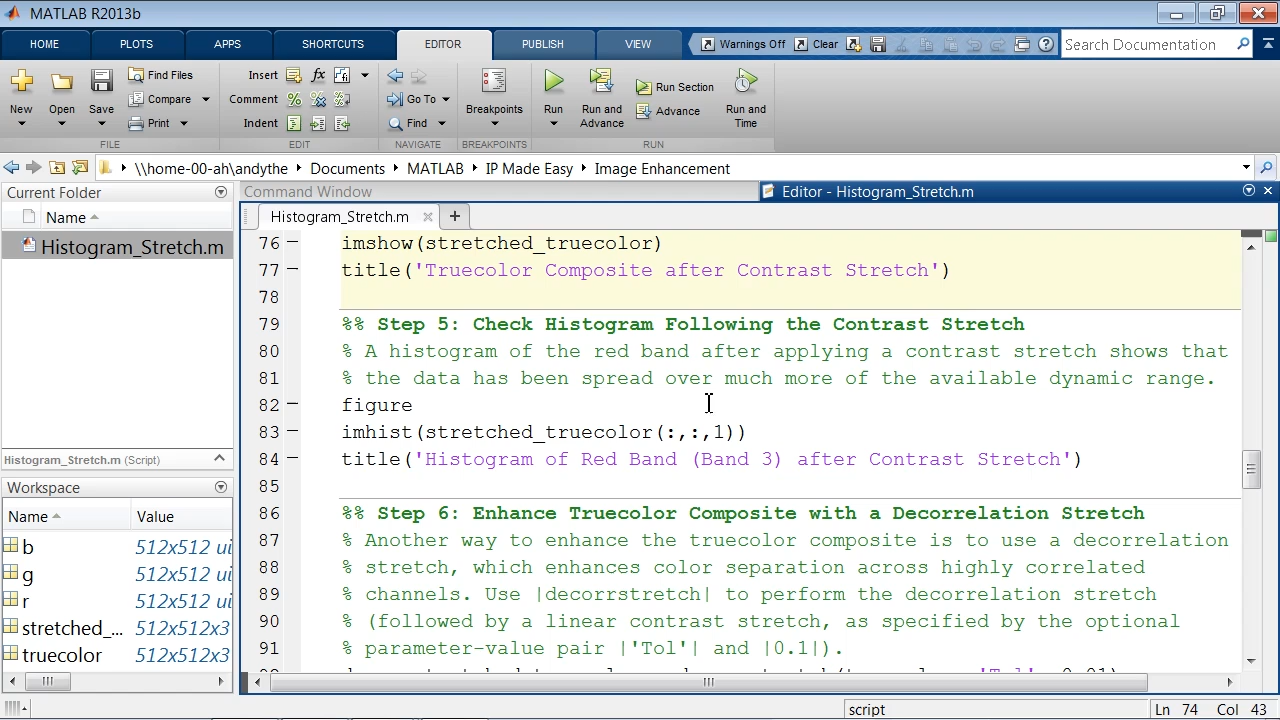 MATLAB R2013b
HOME PLOTS APPS SHORTCUTS EDITOR PUBLISH VIEW Warnings Off Clear Search Documentation
New Open Save Find Files Compare Print
Insert Comment Indent
Go To Find
Breakpoints
Run Run and Advance Run Section Advance Run and Time
FILE EDIT NAVIGATE BREAKPOINTS RUN
\\home-00-ah\andythe Documents MATLAB IP Made Easy Image Enhancement
Current Folder
Name
Histogram_Stretch.m
Histogram_Stretch.m (Script)
Workspace
Name Value
b 512x512 ui
g 512x512 ui
r 512x512 ui
stretched_... 512x512x3
truecolor 512x512x3
Command Window
Editor - Histogram_Stretch.m
Histogram_Stretch.m
76 imshow(stretched_truecolor)
77 title('Truecolor Composite after Contrast Stretch')
78
79 %% Step 5: Check Histogram Following the Contrast Stretch
80 % A histogram of the red band after applying a contrast stretch shows that
81 % the data has been spread over much more of the available dynamic range.
82 figure
83 imhist(stretched_truecolor(:,:,1))
84 title('Histogram of Red Band (Band 3) after Contrast Stretch')
85
86 %% Step 6: Enhance Truecolor Composite with a Decorrelation Stretch
87 % Another way to enhance the truecolor composite is to use a decorrelation
88 % stretch, which enhances color separation across highly correlated
89 % channels. Use |decorrstretch| to perform the decorrelation stretch
90 % (followed by a linear contrast stretch, as specified by the optional
91 % parameter-value pair |'Tol'| and |0.1|).
script Ln 74 Col 43